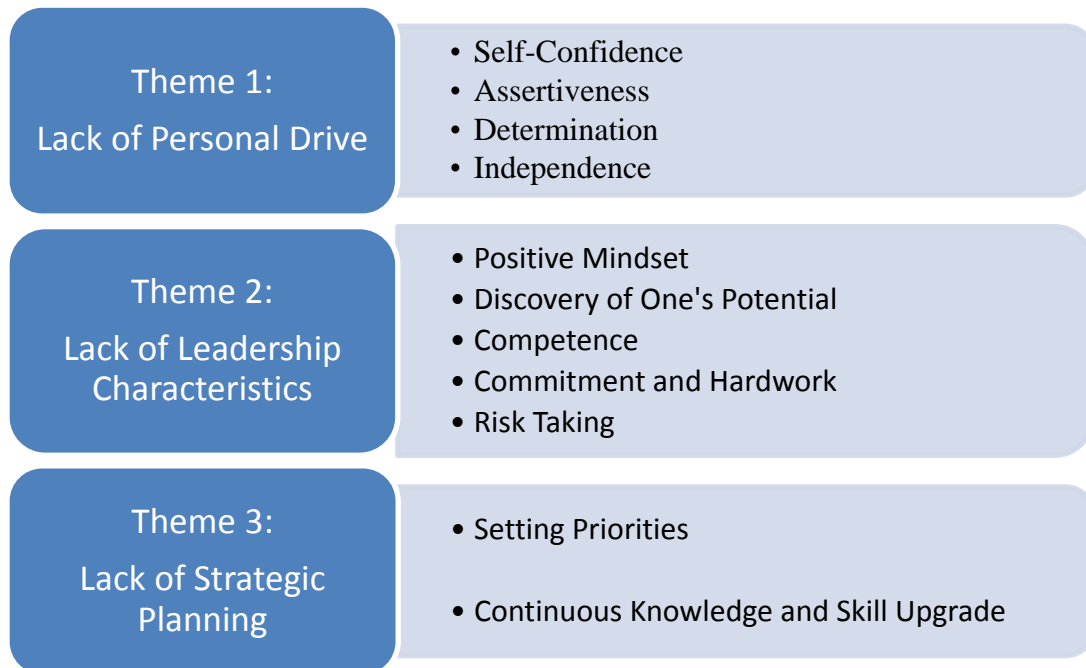 Theme 1:
Lack of Personal Drive
• Self-Confidence
• Assertiveness
• Determination
• Independence
Theme 2:
Lack of Leadership
Characteristics
• Positive Mindset
• Discovery of One's Potential
• Competence
• Commitment and Hardwork
• Risk Taking
Theme 3:
Lack of Strategic
Planning
• Setting Priorities
• Continuous Knowledge and Skill Upgrade